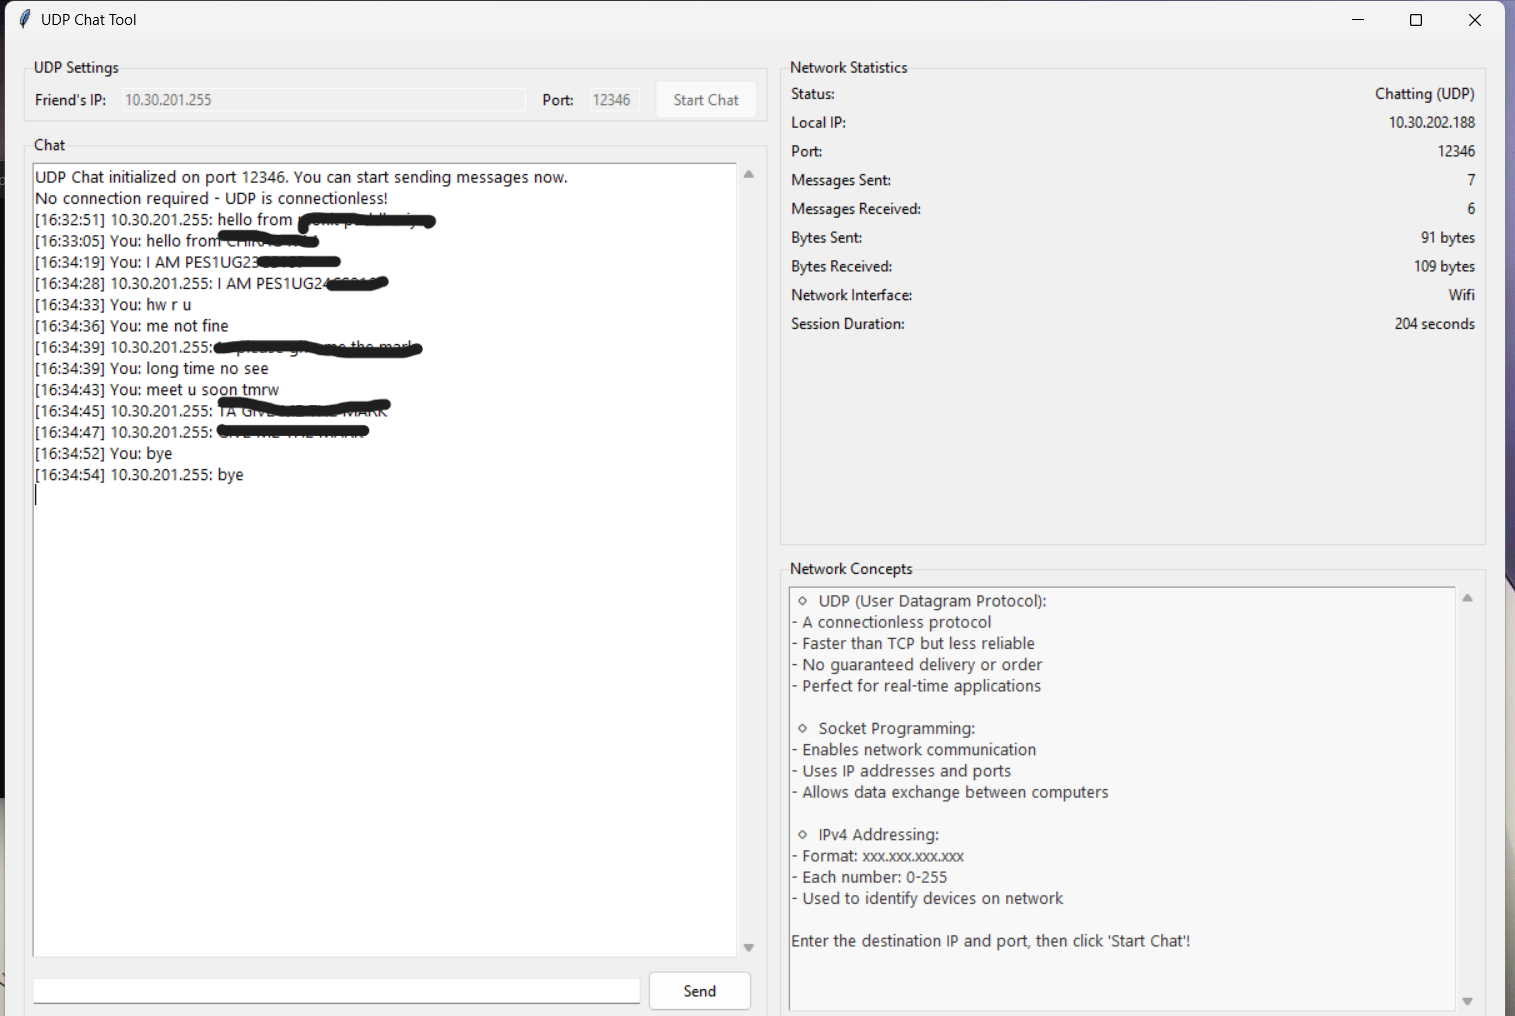 UDP Chat Tool
UDP Settings
Friend's IP: 10.30.201.255 Port: 12346 Start Chat
Chat
UDP Chat initialized on port 12346. You can start sending messages now.
No connection required - UDP is connectionless!
[16:32:51] 10.30.201.255: hello from
[16:33:05] You: hello from
[16:34:19] You: I AM PES1UG23
[16:34:28] 10.30.201.255: I AM PES1UG24
[16:34:33] You: hw r u
[16:34:36] You: me not fine
[16:34:39] 10.30.201.255:
[16:34:39] You: long time no see
[16:34:43] You: meet u soon tmrw
[16:34:45] 10.30.201.255:
[16:34:47] 10.30.201.255:
[16:34:52] You: bye
[16:34:54] 10.30.201.255: bye
Send
Network Statistics
Status: Chatting (UDP)
Local IP: 10.30.202.188
Port: 12346
Messages Sent: 7
Messages Received: 6
Bytes Sent: 91 bytes
Bytes Received: 109 bytes
Network Interface: Wifi
Session Duration: 204 seconds
Network Concepts
UDP (User Datagram Protocol):
- A connectionless protocol
- Faster than TCP but less reliable
- No guaranteed delivery or order
- Perfect for real-time applications
Socket Programming:
- Enables network communication
- Uses IP addresses and ports
- Allows data exchange between computers
IPv4 Addressing:
- Format: xxx.xxx.xxx.xxx
- Each number: 0-255
- Used to identify devices on network
Enter the destination IP and port, then click 'Start Chat'!